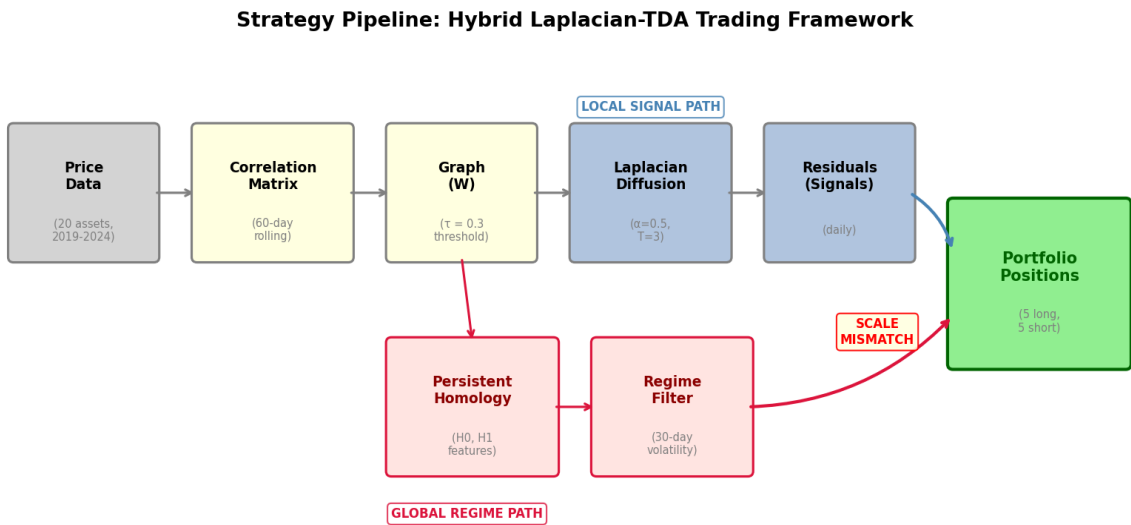 Strategy Pipeline: Hybrid Laplacian-TDA Trading Framework
LOCAL SIGNAL PATH
Price
Data
(20 assets,
2019-2024)
Correlation
Matrix
(60-day
rolling)
Graph
(W)
(τ = 0.3
threshold)
Laplacian
Diffusion
(α=0.5,
T=3)
Residuals
(Signals)
(daily)
Portfolio
Positions
(5 long,
5 short)
SCALE
MISMATCH
Persistent
Homology
(H0, H1
features)
Regime
Filter
(30-day
volatility)
GLOBAL REGIME PATH